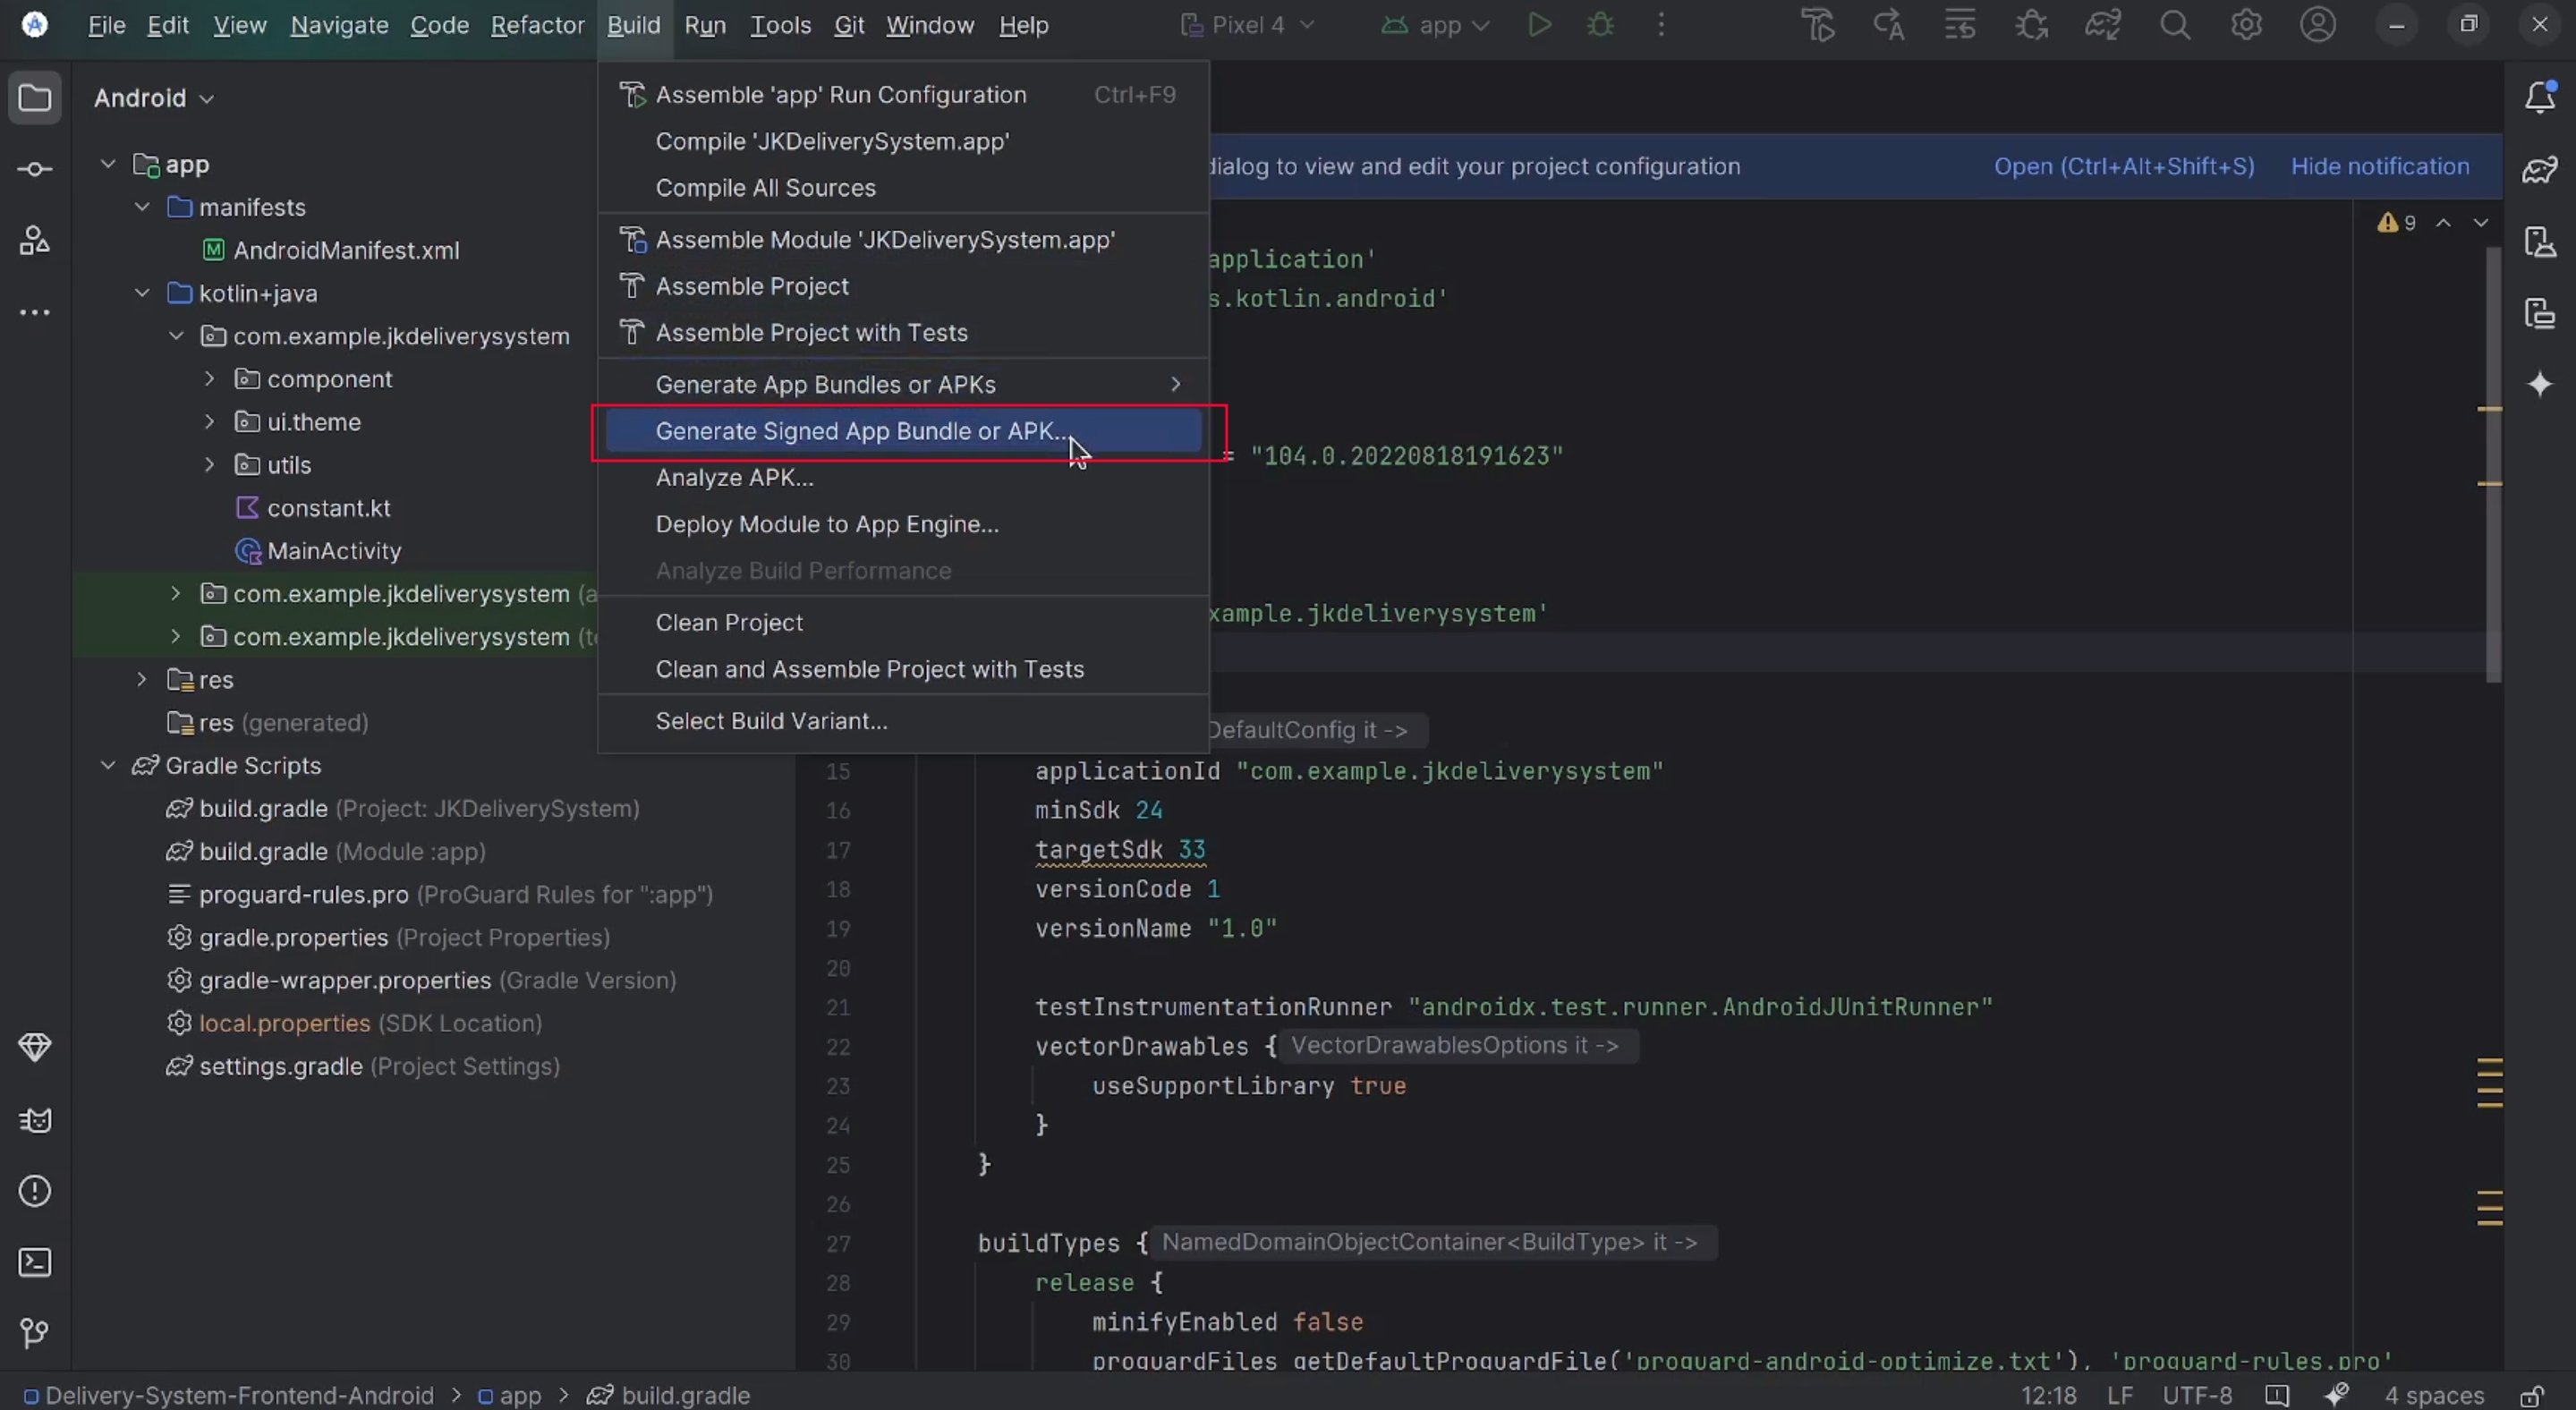 File Edit View Navigate Code Refactor Build Run Tools Git Window Help Pixel 4 app
Android
app
manifests
AndroidManifest.xml
kotlin+java
com.example.jkdeliverysystem
component
ui.theme
utils
constant.kt
MainActivity
com.example.jkdeliverysystem (a
com.example.jkdeliverysystem (te
res
res (generated)
Gradle Scripts
build.gradle (Project: JKDeliverySystem)
build.gradle (Module :app)
proguard-rules.pro (ProGuard Rules for ":app")
gradle.properties (Project Properties)
gradle-wrapper.properties (Gradle Version)
local.properties (SDK Location)
settings.gradle (Project Settings)
Assemble 'app' Run Configuration Ctrl+F9
Compile 'JKDeliverySystem.app'
Compile All Sources
Assemble Module 'JKDeliverySystem.app'
Assemble Project
Assemble Project with Tests
Generate App Bundles or APKs
Generate Signed App Bundle or APK...
Analyze APK...
Deploy Module to App Engine...
Analyze Build Performance
Clean Project
Clean and Assemble Project with Tests
Select Build Variant...
dialog to view and edit your project configuration Open (Ctrl+Alt+Shift+S) Hide notification
9
application'
s.kotlin.android'
= "104.0.20220818191623"
xample.jkdeliverysystem'
DefaultConfig it ->
15 applicationId "com.example.jkdeliverysystem"
16 minSdk 24
17 targetSdk 33
18 versionCode 1
19 versionName "1.0"
20
21 testInstrumentationRunner "androidx.test.runner.AndroidJUnitRunner"
22 vectorDrawables { VectorDrawablesOptions it ->
23 useSupportLibrary true
24 }
25 }
26
27 buildTypes { NamedDomainObjectContainer<BuildType> it ->
28 release {
29 minifyEnabled false
30 proguardFiles getDefaultProguardFile('proguard-android-optimize.txt'), 'proguard-rules.pro'
Delivery-System-Frontend-Android > app > build.gradle 12:18 LF UTF-8 4 spaces